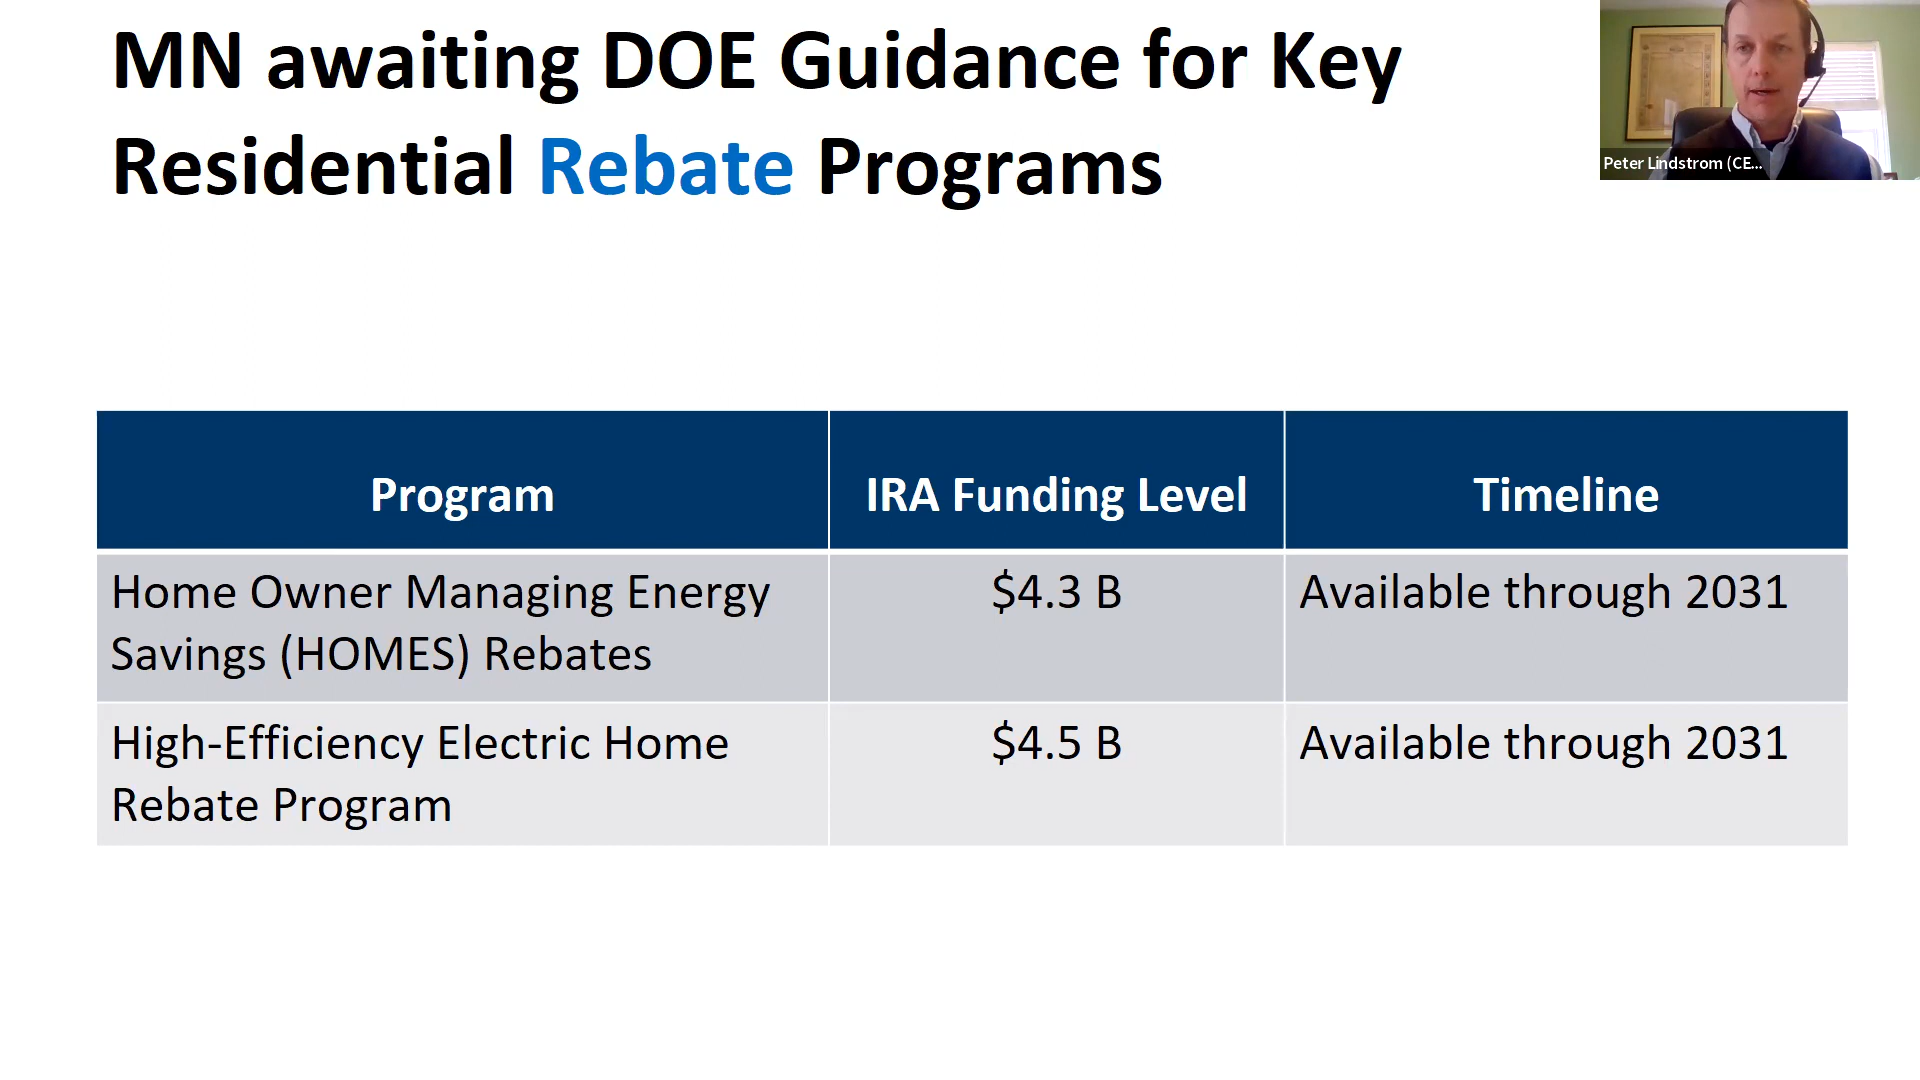 MN awaiting DOE Guidance for Key
Residential Rebate Programs
Peter Lindstrom (CE...
Program
IRA Funding Level
Timeline
Home Owner Managing Energy
Savings (HOMES) Rebates
$4.3 B
Available through 2031
High-Efficiency Electric Home
Rebate Program
$4.5 B
Available through 2031